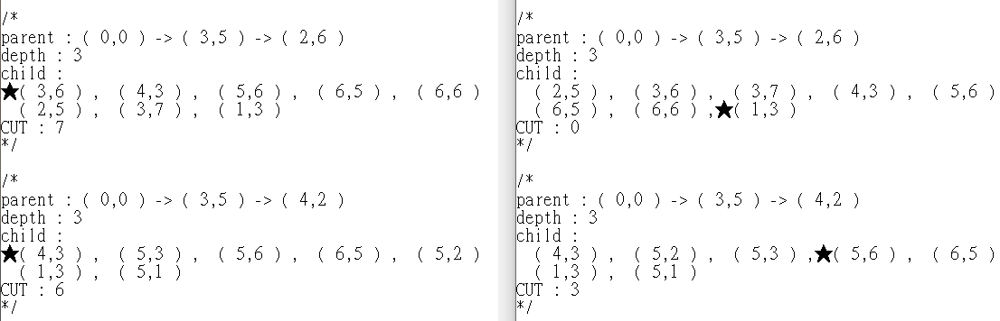 /*
parent : ( 0,0 ) -> ( 3,5 ) -> ( 2,6 )
depth : 3
child :
★( 3,6 ) , ( 4,3 ) , ( 5,6 ) , ( 6,5 ) , ( 6,6 )
( 2,5 ) , ( 3,7 ) , ( 1,3 )
CUT : 7
*/
/*
parent : ( 0,0 ) -> ( 3,5 ) -> ( 4,2 )
depth : 3
child :
★( 4,3 ) , ( 5,3 ) , ( 5,6 ) , ( 6,5 ) , ( 5,2 )
( 1,3 ) , ( 5,1 )
CUT : 6
*/
/*
parent : ( 0,0 ) -> ( 3,5 ) -> ( 2,6 )
depth : 3
child :
( 2,5 ) , ( 3,6 ) , ( 3,7 ) , ( 4,3 ) , ( 5,6 )
( 6,5 ) , ( 6,6 ) ,★( 1,3 )
CUT : 0
*/
/*
parent : ( 0,0 ) -> ( 3,5 ) -> ( 4,2 )
depth : 3
child :
( 4,3 ) , ( 5,2 ) , ( 5,3 ) ,★( 5,6 ) , ( 6,5 )
( 1,3 ) , ( 5,1 )
CUT : 3
*/